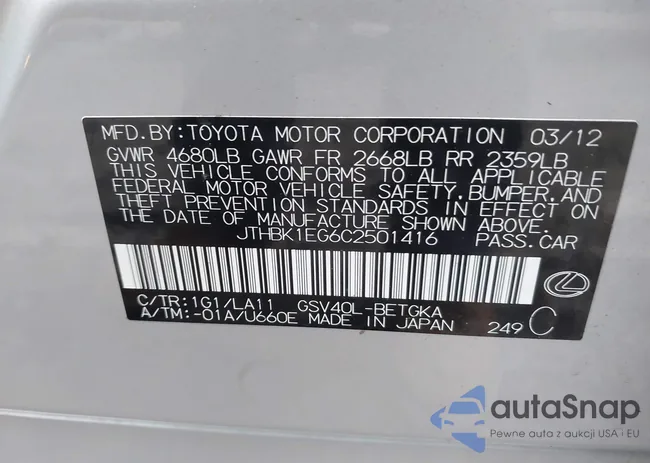 MFD.BY:TOYOTA MOTOR CORPORATION 03/12
GVWR 4680LB GAWR FR 2668LB RR 2359LB
THIS VEHICLE CONFORMS TO ALL APPLICABLE
FEDERAL MOTOR VEHICLE SAFETY,BUMPER,AND
THEFT PREVENTION STANDARDS IN EFFECT ON
THE DATE OF MANUFACTURE SHOWN ABOVE.
JTHBK1EG6C2501416 PASS.CAR
C/TR:1G1/LA11 GSV40L-BETGKA
A/TM:-01A/U660E MADE IN JAPAN 249 C
autaSnap
Pewne auta z aukcji USA i EU